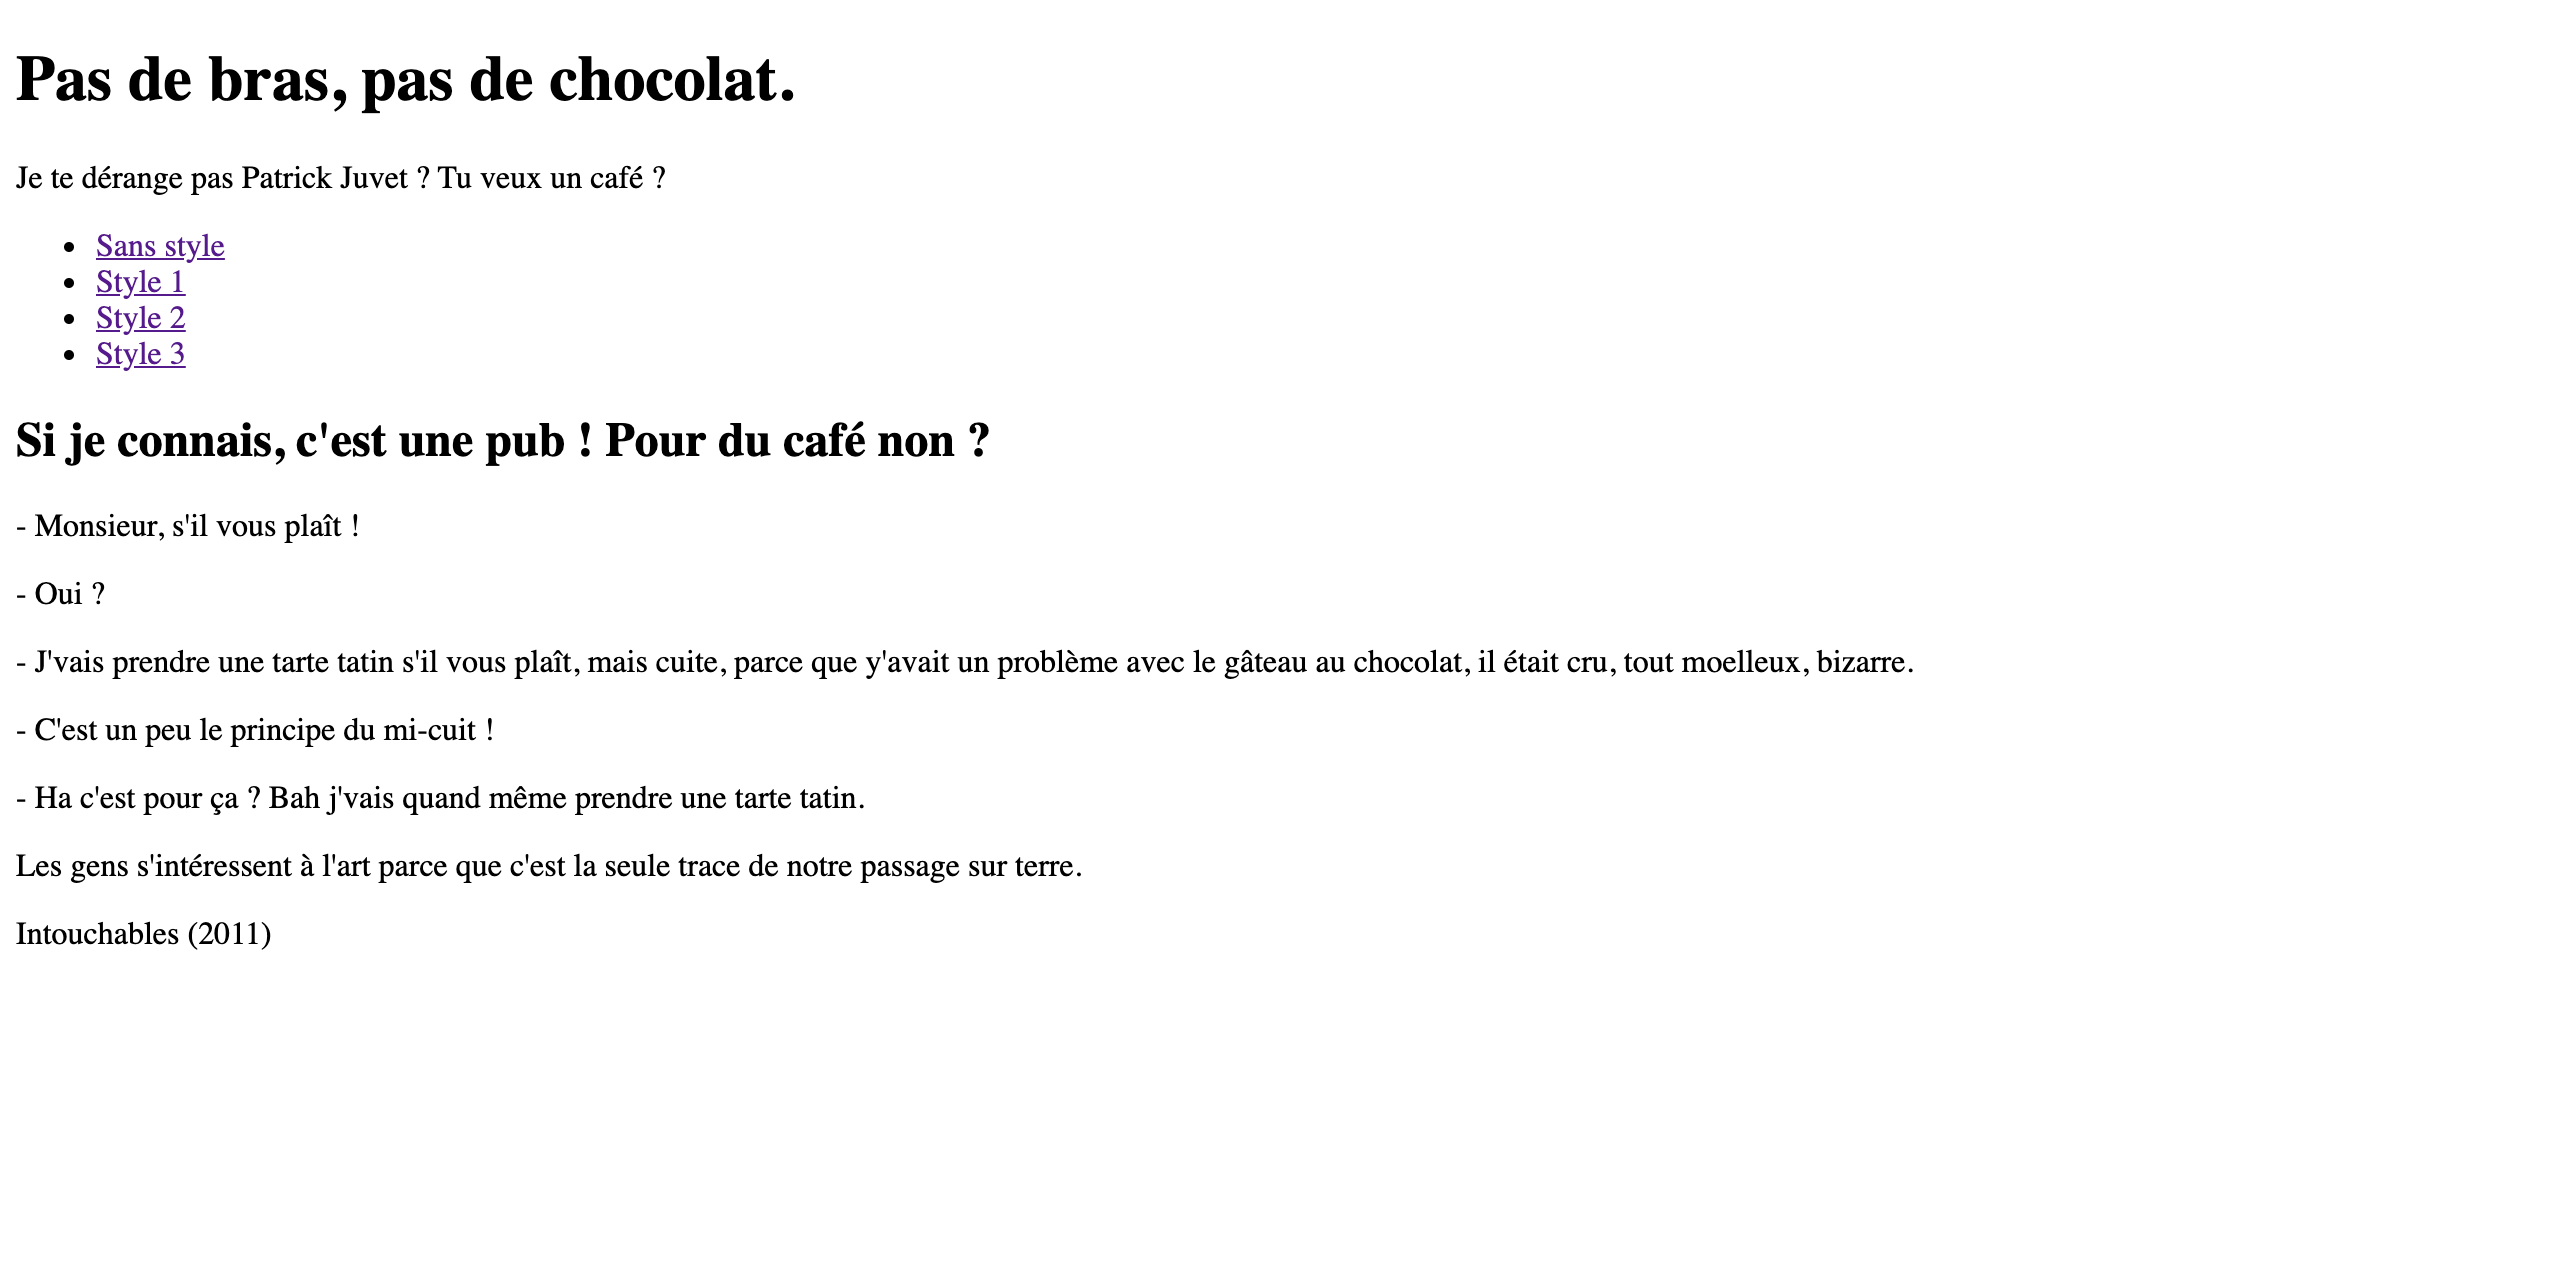 Pas de bras, pas de chocolat.
Je te dérange pas Patrick Juvet ? Tu veux un café ?
Sans style
Style 1
Style 2
Style 3
Si je connais, c'est une pub ! Pour du café non ?
- Monsieur, s'il vous plaît !
- Oui ?
- J'vais prendre une tarte tatin s'il vous plaît, mais cuite, parce que y'avait un problème avec le gâteau au chocolat, il était cru, tout moelleux, bizarre.
- C'est un peu le principe du mi-cuit !
- Ha c'est pour ça ? Bah j'vais quand même prendre une tarte tatin.
Les gens s'intéressent à l'art parce que c'est la seule trace de notre passage sur terre.
Intouchables (2011)